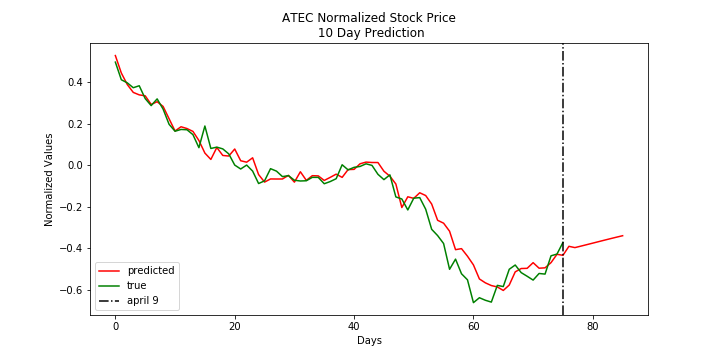 ATEC Normalized Stock Price
10 Day Prediction
Normalized Values
0.4
0.2
0.0
−0.2
−0.4
−0.6
predicted
true
april 9
0
20
40
60
80
Days